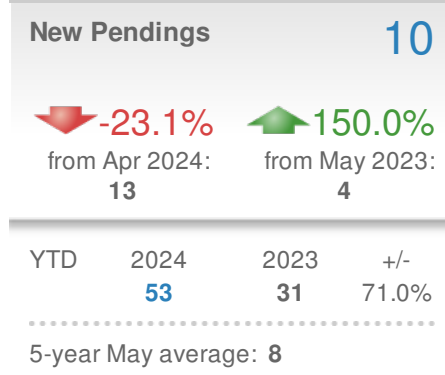 New Pendings 10
-23.1% 150.0%
from Apr 2024: from May 2023:
13 4
YTD 2024 2023 +/-
53 31 71.0%
5-year May average: 8